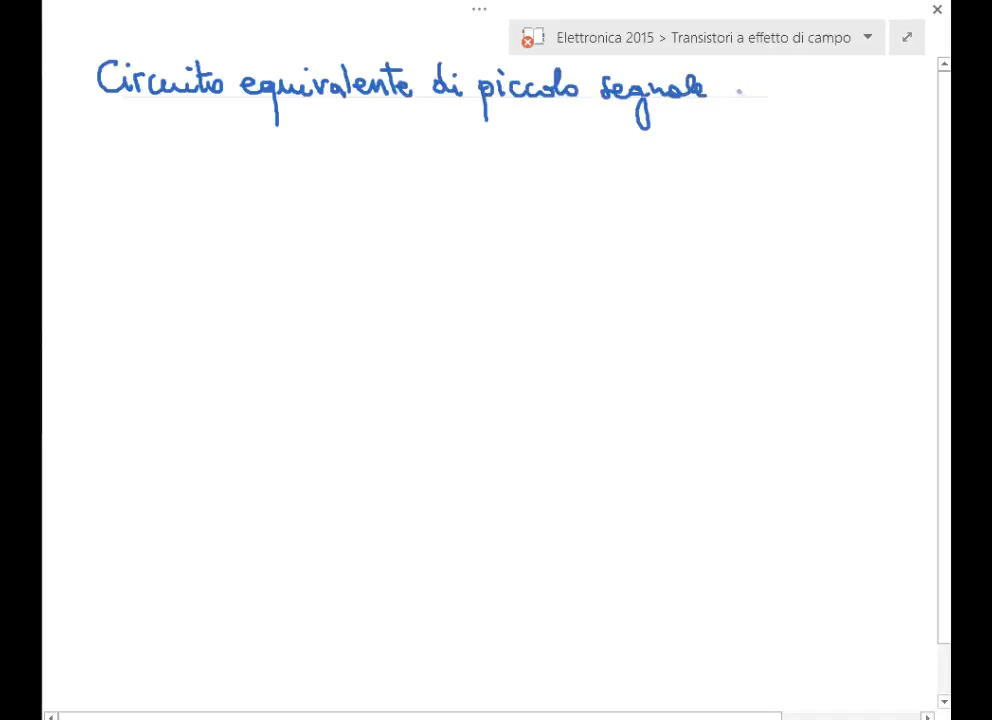 Elettronica 2015 > Transistori a effetto di campo
Circuito equivalente di piccolo segnale